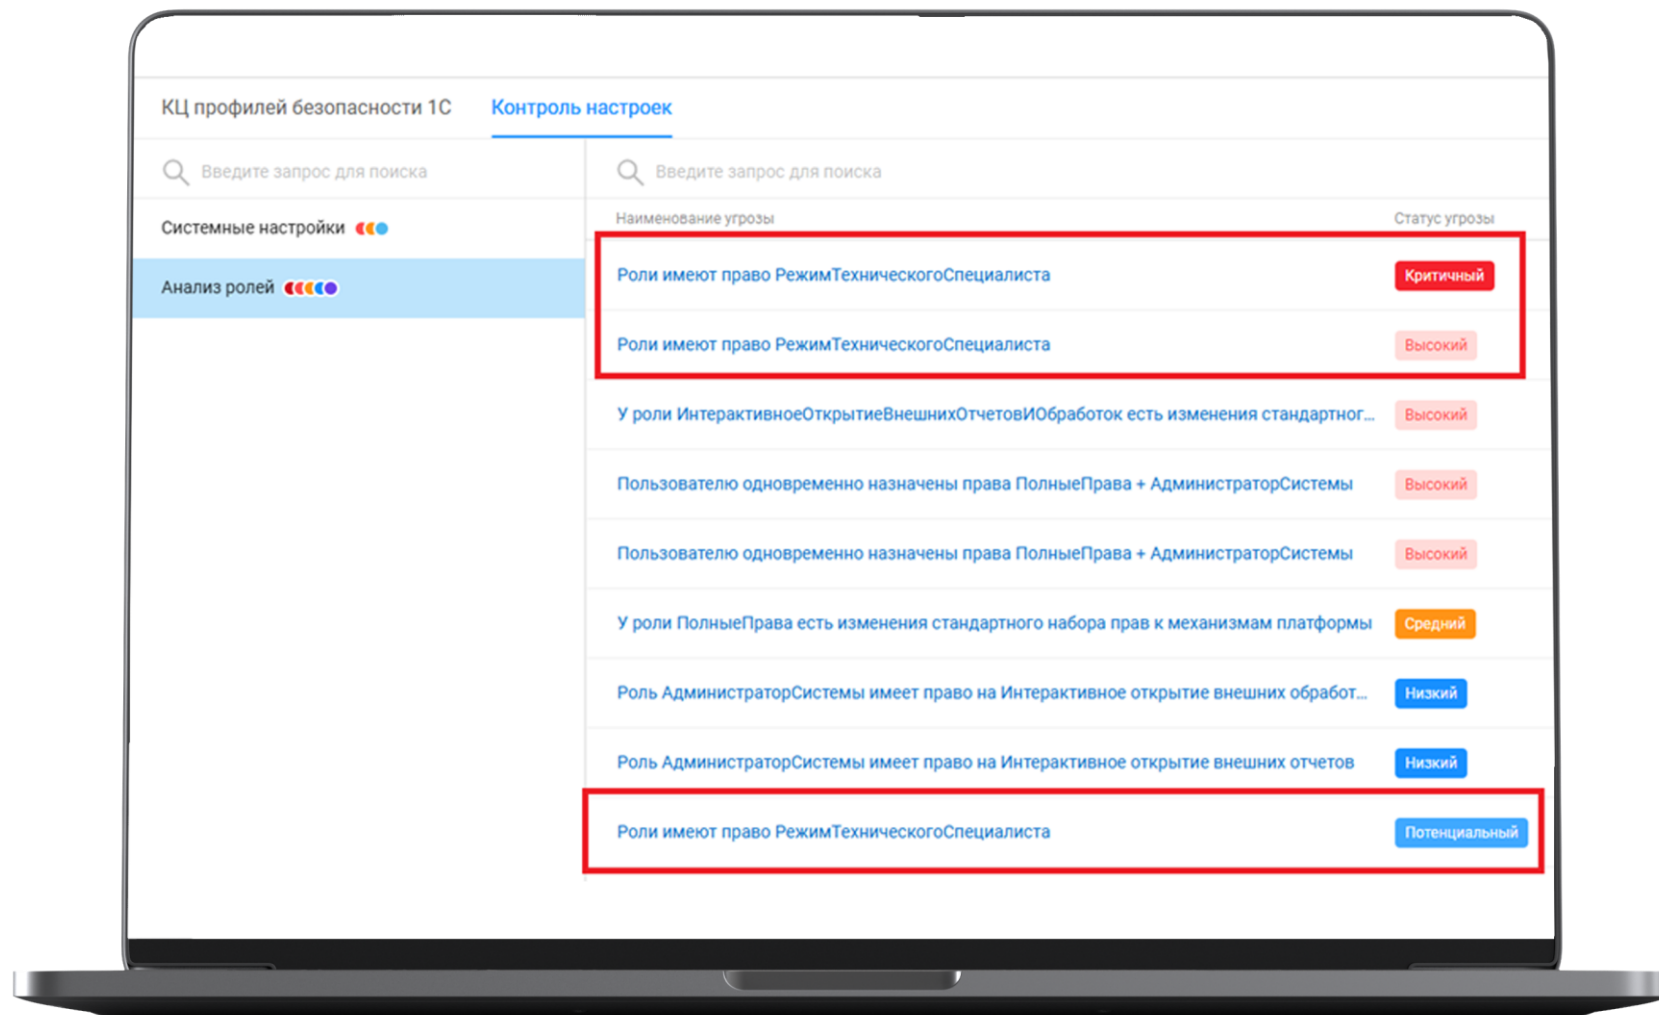 КЦ профилей безопасности 1С Контроль настроек
Введите запрос для поиска
Системные настройки
Анализ ролей
Введите запрос для поиска
Наименование угрозы Статус угрозы
Роли имеют право РежимТехническогоСпециалиста Критичный
Роли имеют право РежимТехническогоСпециалиста Высокий
У роли ИнтерактивноеОткрытиеВнешнихОтчетовИОбработок есть изменения стандартног... Высокий
Пользователю одновременно назначены права ПолныеПрава + АдминистраторСистемы Высокий
Пользователю одновременно назначены права ПолныеПрава + АдминистраторСистемы Высокий
У роли ПолныеПрава есть изменения стандартного набора прав к механизмам платформы Средний
Роль АдминистраторСистемы имеет право на Интерактивное открытие внешних обработ... Низкий
Роль АдминистраторСистемы имеет право на Интерактивное открытие внешних отчетов Низкий
Роли имеют право РежимТехническогоСпециалиста Потенциальный